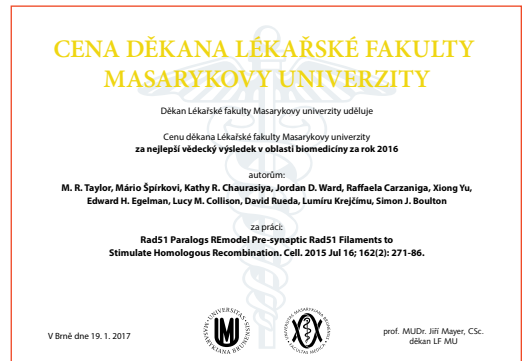 CENA DĚKANA LÉKAŘSKÉ FAKULTY
MASARYKOVY UNIVERZITY
Děkan Lékařské fakulty Masarykovy univerzity uděluje
Cenu děkana Lékařské fakulty Masarykovy univerzity
za nejlepší vědecký výsledek v oblasti biomedicíny za rok 2016
autorům:
M. R. Taylor, Mário Špírkovi, Kathy R. Chaurasiya, Jordan D. Ward, Raffaela Carzaniga, Xiong Yu,
Edward H. Egelman, Lucy M. Collison, David Rueda, Lumíru Krejčímu, Simon J. Boulton
za práci:
Rad51 Paralogs REmodel Pre-synaptic Rad51 Filaments to
Stimulate Homologous Recombination. Cell. 2015 Jul 16; 162(2): 271-86.
V Brně dne 19. 1. 2017
UNIVERSITAS MASARYKIANA BRUNENSIS
prof. MUDr. Jiří Mayer, CSc.
děkan LF MU